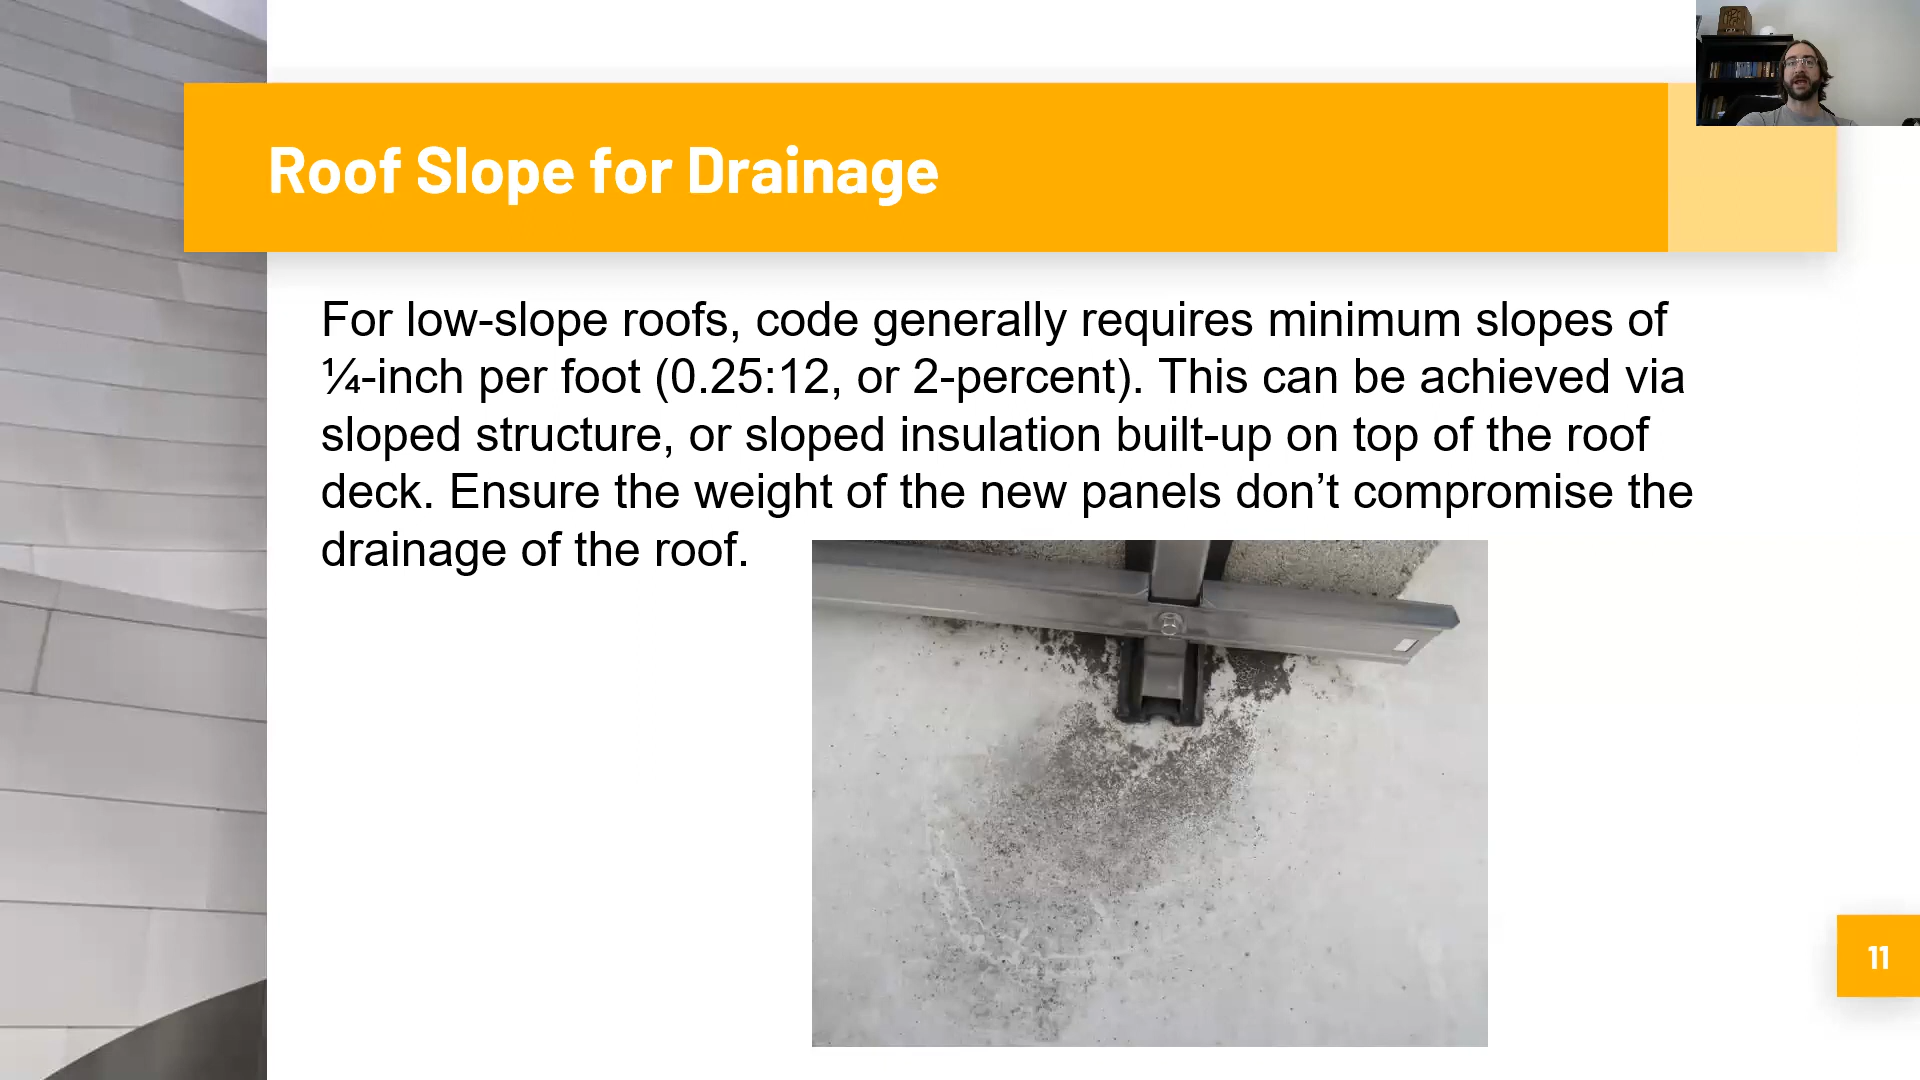 Roof Slope for Drainage
For low-slope roofs, code generally requires minimum slopes of
¼-inch per foot (0.25:12, or 2-percent). This can be achieved via
sloped structure, or sloped insulation built-up on top of the roof
deck. Ensure the weight of the new panels don’t compromise the
drainage of the roof.
11